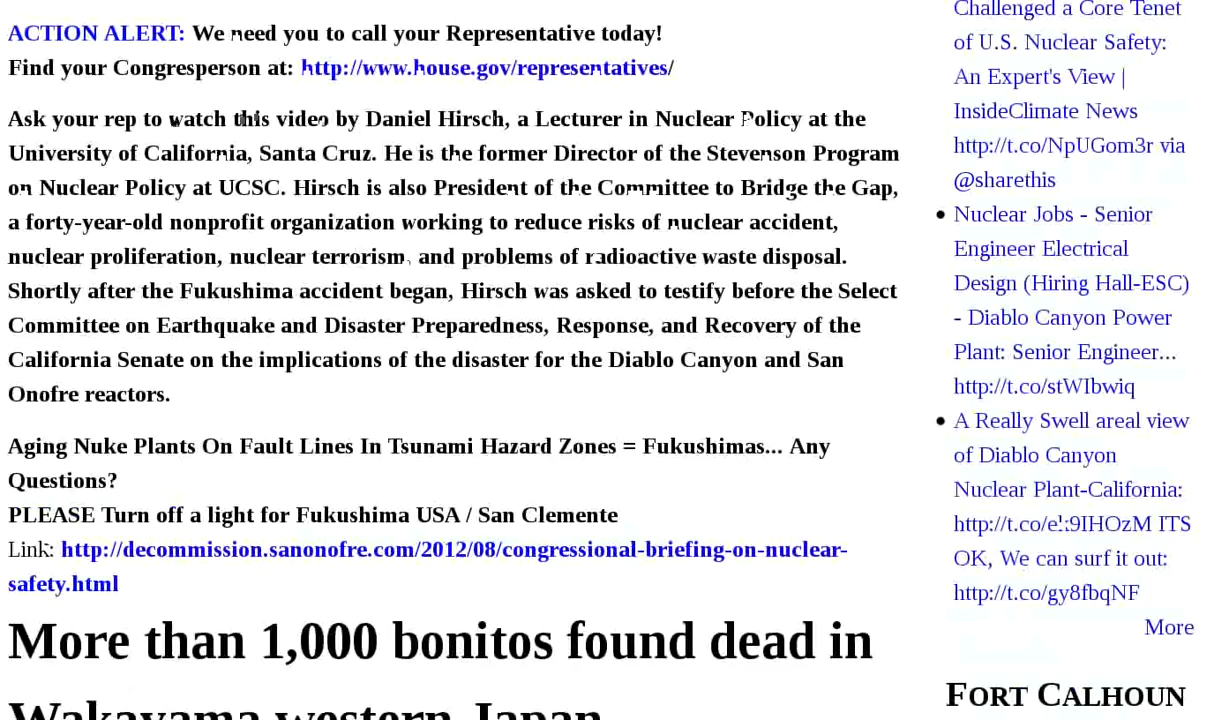 ACTION ALERT: We need you to call your Representative today!
Find your Congresperson at: http://www.house.gov/representatives/
Ask your rep to watch this video by Daniel Hirsch, a Lecturer in Nuclear Policy at the
University of California, Santa Cruz. He is the former Director of the Stevenson Program
on Nuclear Policy at UCSC. Hirsch is also President of the Committee to Bridge the Gap,
a forty-year-old nonprofit organization working to reduce risks of nuclear accident,
nuclear proliferation, nuclear terrorism, and problems of radioactive waste disposal.
Shortly after the Fukushima accident began, Hirsch was asked to testify before the Select
Committee on Earthquake and Disaster Preparedness, Response, and Recovery of the
California Senate on the implications of the disaster for the Diablo Canyon and San
Onofre reactors.
Aging Nuke Plants On Fault Lines In Tsunami Hazard Zones = Fukushimas... Any
Questions?
PLEASE Turn off a light for Fukushima USA / San Clemente
Link: http://decommission.sanonofre.com/2012/08/congressional-briefing-on-nuclear-
safety.html
More than 1,000 bonitos found dead in
Wakayama western Japan
Challenged a Core Tenet
of U.S. Nuclear Safety:
An Expert's View |
InsideClimate News
http://t.co/NpUGom3r via
@sharethis
Nuclear Jobs - Senior
Engineer Electrical
Design (Hiring Hall-ESC)
- Diablo Canyon Power
Plant: Senior Engineer...
http://t.co/stWIbwiq
A Really Swell areal view
of Diablo Canyon
Nuclear Plant-California:
ITS
OK, We can surf it out:
http://t.co/gy8fbqNF
More
FORT CALHOUN